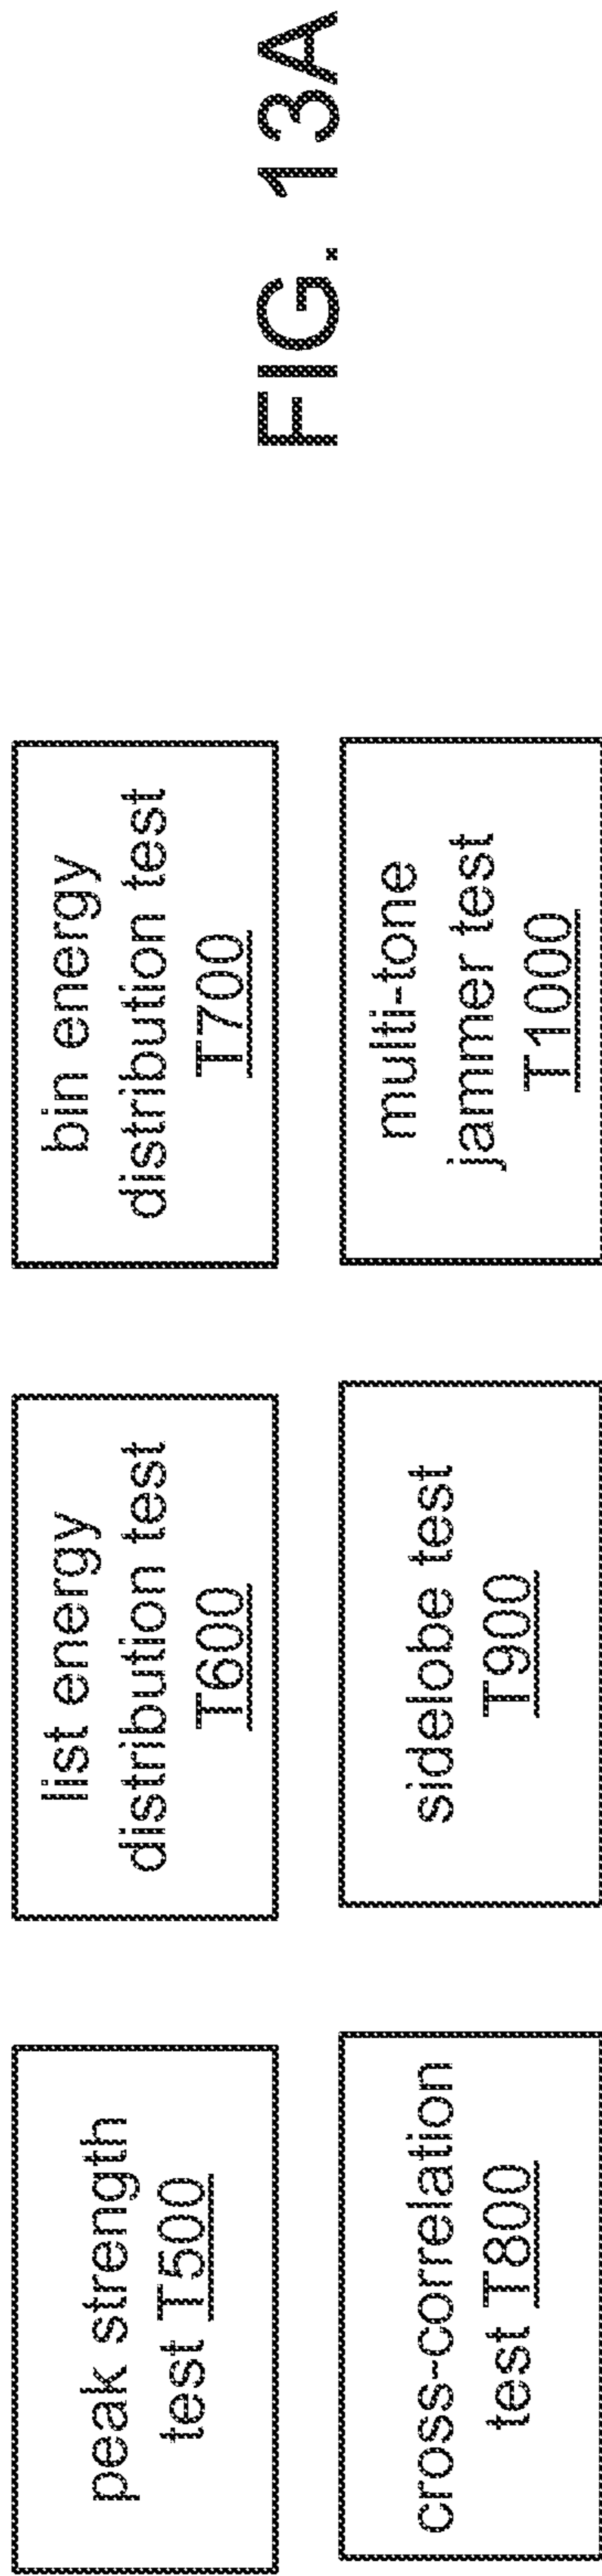 peak strength
test T500
list energy
distribution test
T600
bin energy
distribution test
T700
cross-correlation
test T800
sidelobe test
T900
multi-tone
jammer test
T1000
FIG. 13A